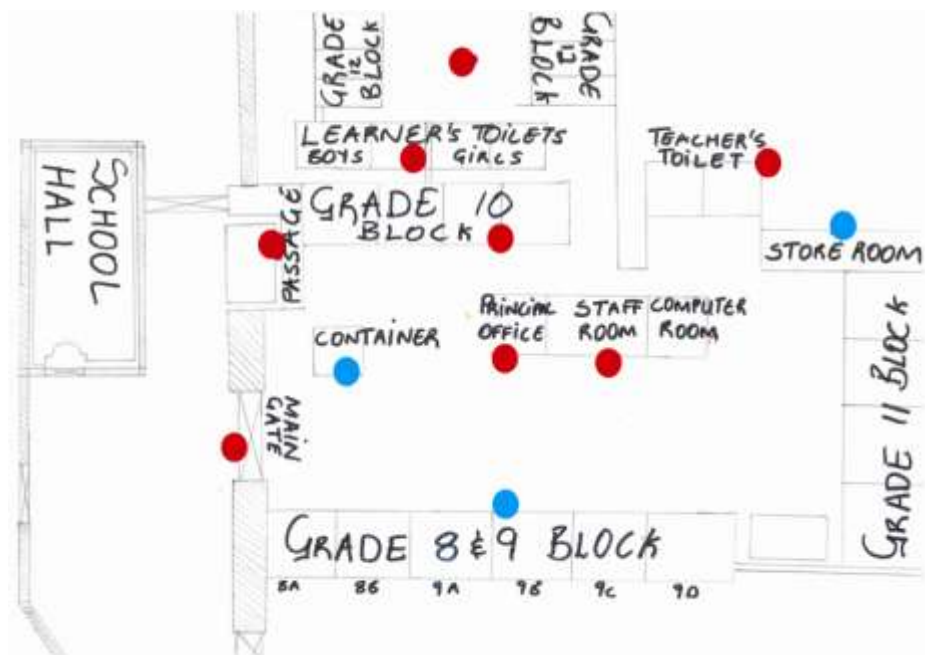 GRADE
12
BLOCK
GRADE
12
BLOCK
LEARNER'S TOILETS
BOYS
GIRLS
TEACHER'S
TOILET
SCHOOL
HALL
PASSAGE
GRADE 10
BLOCK
STORE ROOM
CONTAINER
PRINCIPAL
OFFICE
STAFF
ROOM
COMPUTER
ROOM
MAIN
GATE
GRADE 11 BLOCK
GRADE 8 & 9 BLOCK
8A 8B 9A 9B 9C 9D